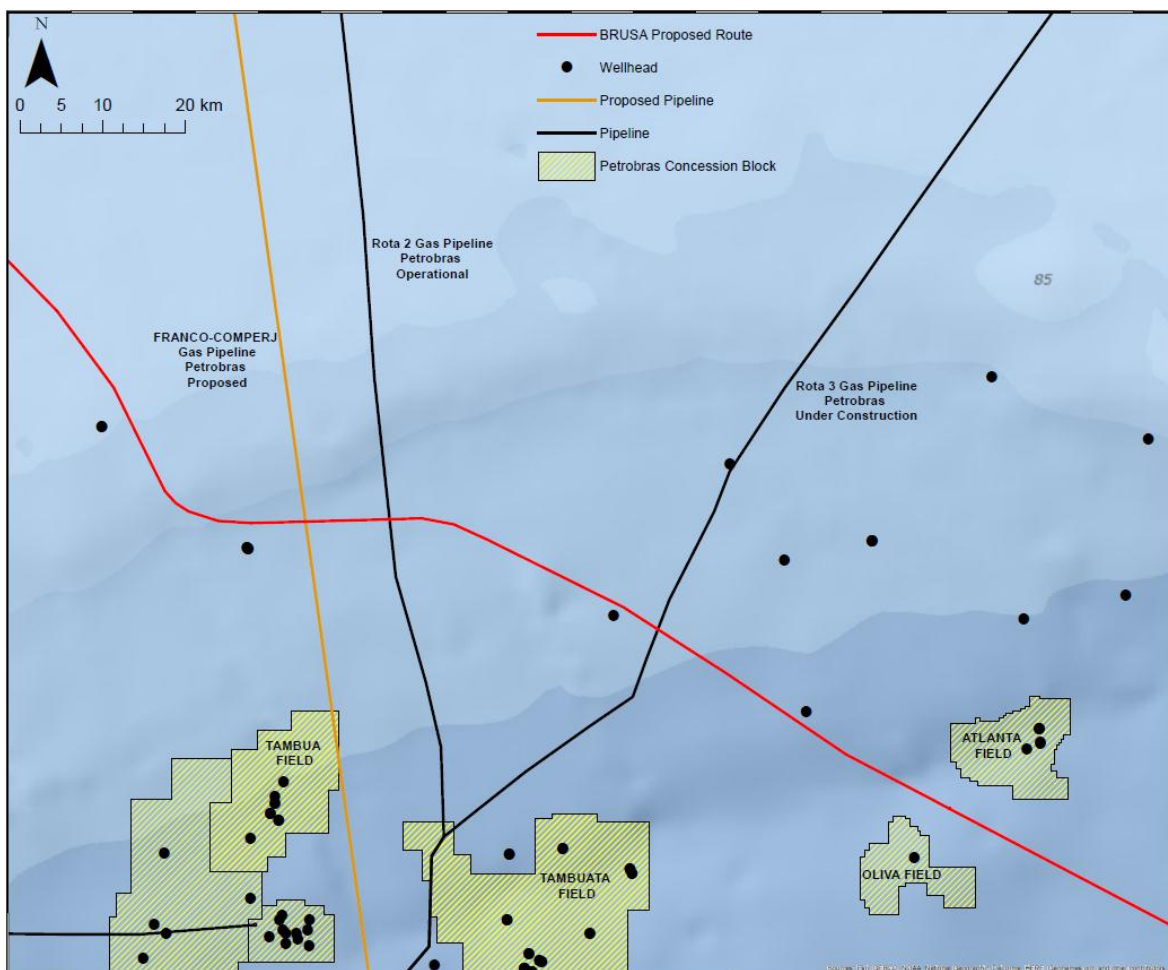 N
0 5 10 20 km
BRUSA Proposed Route
Wellhead
Proposed Pipeline
Pipeline
Petrobras Concession Block
Rota 2 Gas Pipeline
Petrobras
Operational
85
FRANCO-COMPERJ
Gas Pipeline
Petrobras
Proposed
Rota 3 Gas Pipeline
Petrobras
Under Construction
TAMBUA
FIELD
ATLANTA
FIELD
TAMBUATA
FIELD
OLIVA FIELD